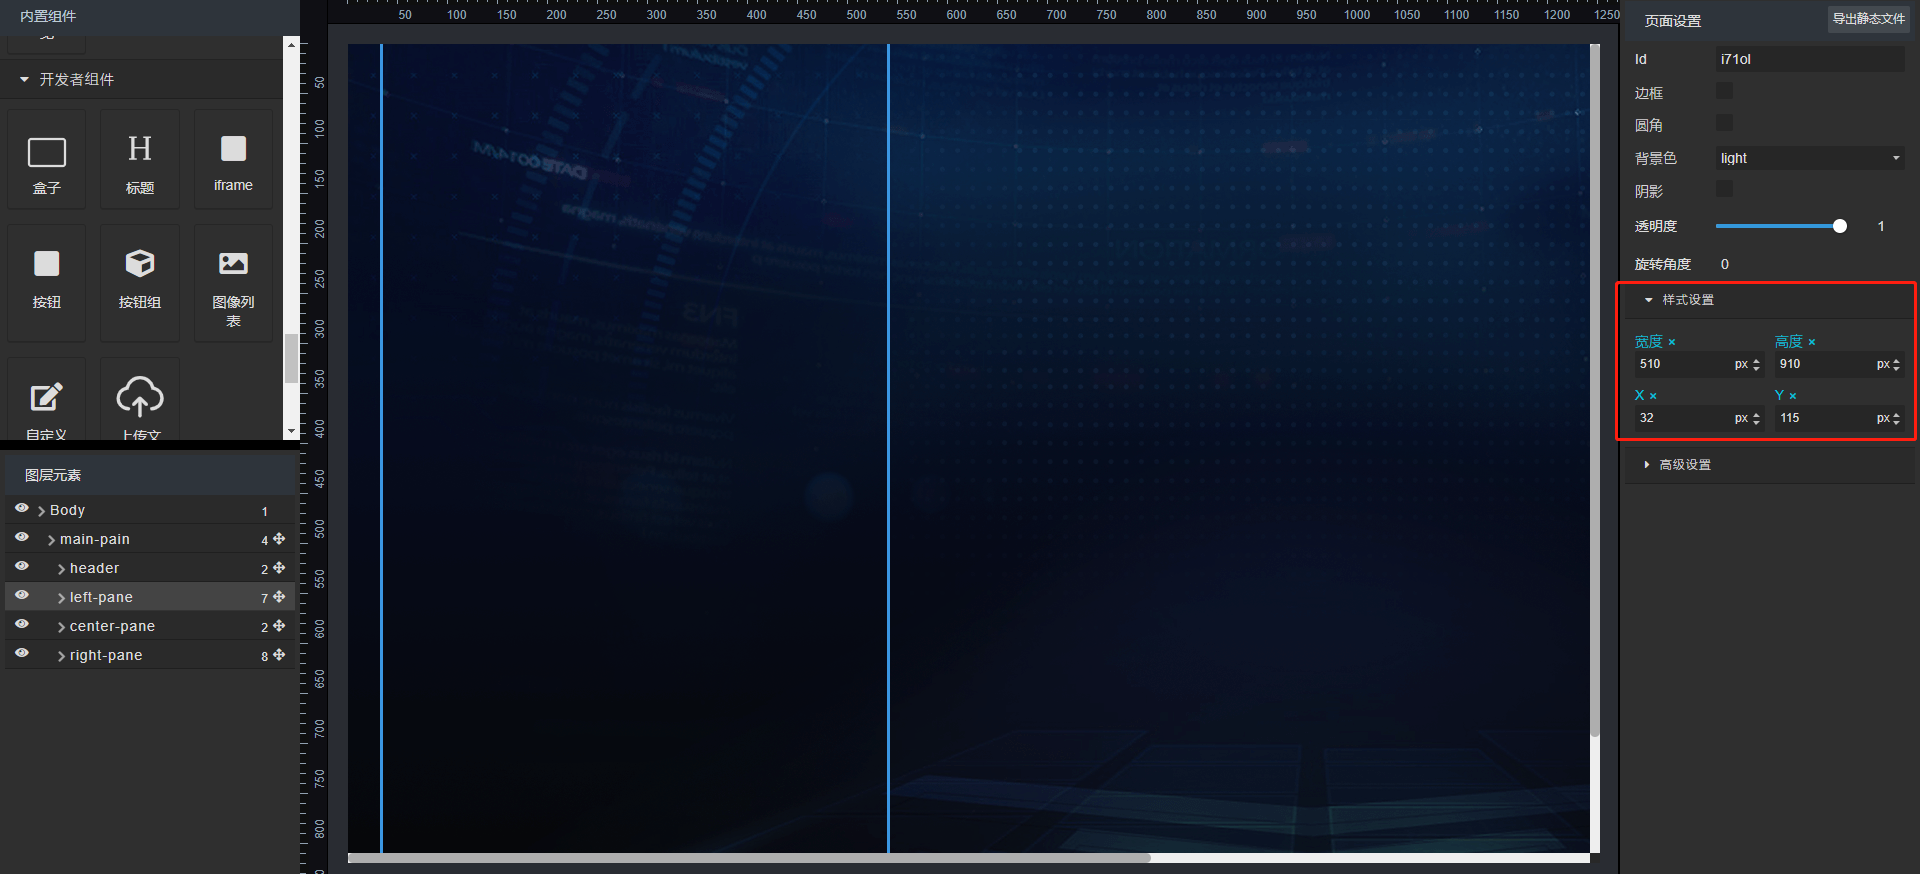 内置组件
开发者组件
盒子
标题
iframe
按钮
按钮组
图像列
表
自定义
上传文
图层元素
Body 1
main-pain 4
header 2
left-pane 7
center-pane 2
right-pane 8
50 100 150 200 250 300 350 400 450 500 550 600 650 700 750 800 850 900 950 1000 1050 1100 1150 1200 1250
50
100
150
200
250
300
350
400
450
500
550
600
650
700
750
800
DATE 001 4/M
magna
FN3
页面设置
导出静态文件
Id i71ol
边框
圆角
背景色 light
阴影
透明度 1
旋转角度 0
样式设置
宽度 × 高度 ×
510 px 910 px
X × Y ×
32 px 115 px
高级设置